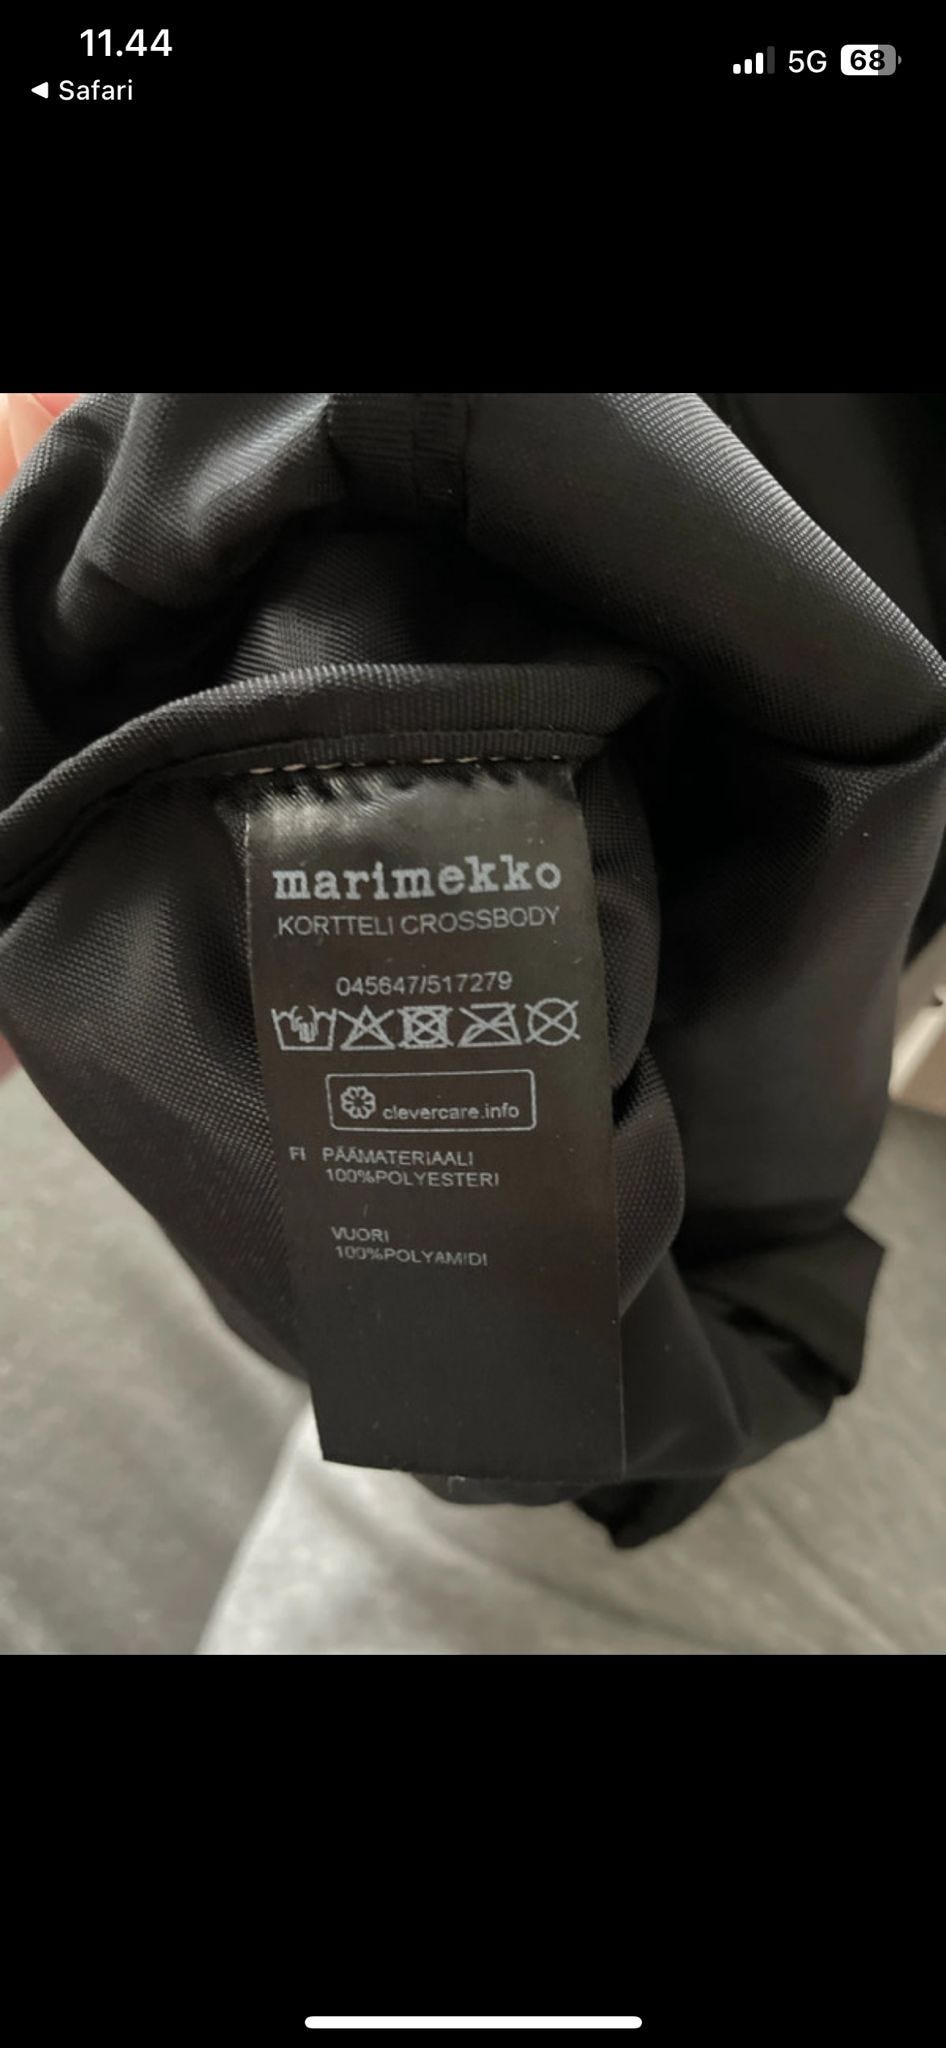 11.44
5G 68
Safari
marimekko
KORTTELI CROSSBODY
045647/517279
clevercare.info
FI PÄÄMATERIAALI
100%POLYESTERI
VUORI
100%POLYAMIDI